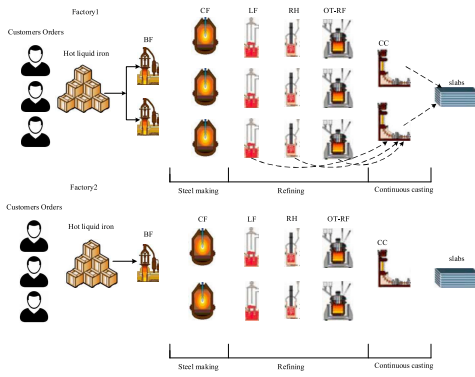 Factory1
Customers Orders
Hot liquid iron
BF
CF
LF
RH
OT-RF
CC
slabs
Steel making
Refining
Continuous casting
Factory2
Customers Orders
Hot liquid iron
BF
CF
LF
RH
OT-RF
CC
slabs
Steel making
Refining
Continuous casting